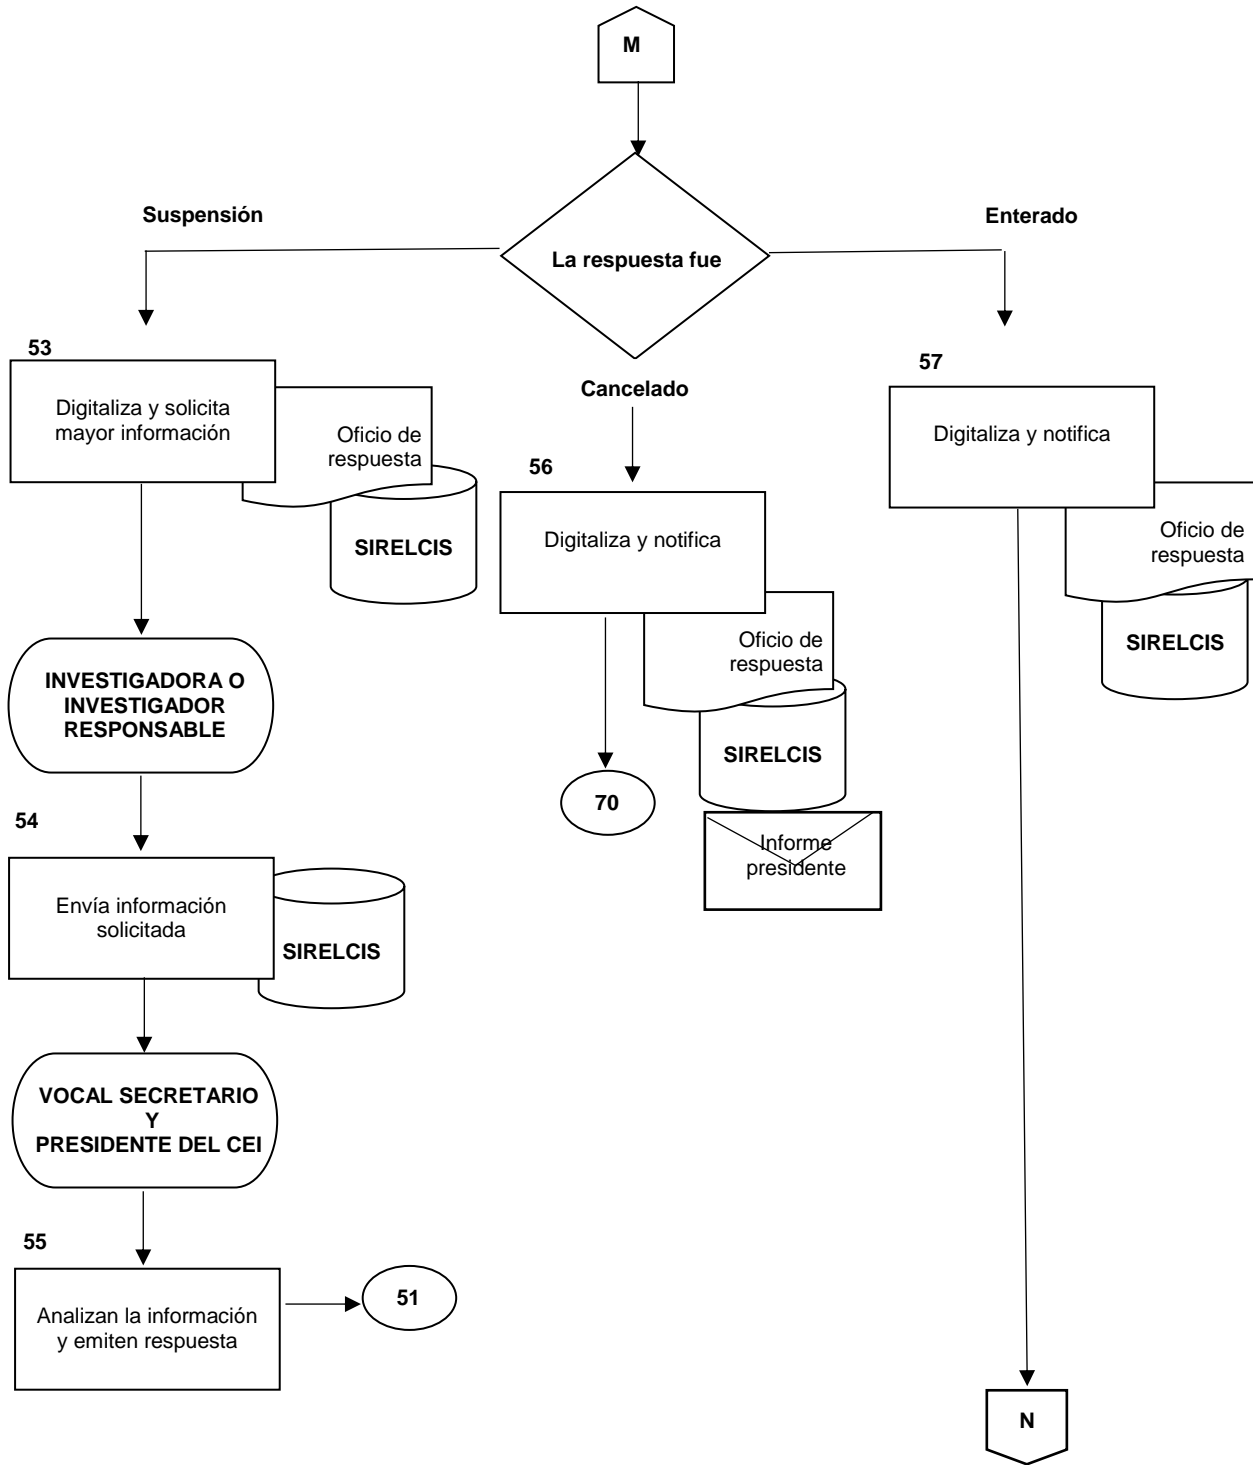 M
La respuesta fue
Suspensión
Enterado
Cancelado
53
Digitaliza y solicita
mayor información
Oficio de
respuesta
SIRELCIS
INVESTIGADORA O
INVESTIGADOR
RESPONSABLE
54
Envía información
solicitada
SIRELCIS
VOCAL SECRETARIO
Y
PRESIDENTE DEL CEI
55
Analizan la información
y emiten respuesta
51
56
Digitaliza y notifica
Oficio de
respuesta
SIRELCIS
Informe
presidente
70
57
Digitaliza y notifica
Oficio de
respuesta
SIRELCIS
N